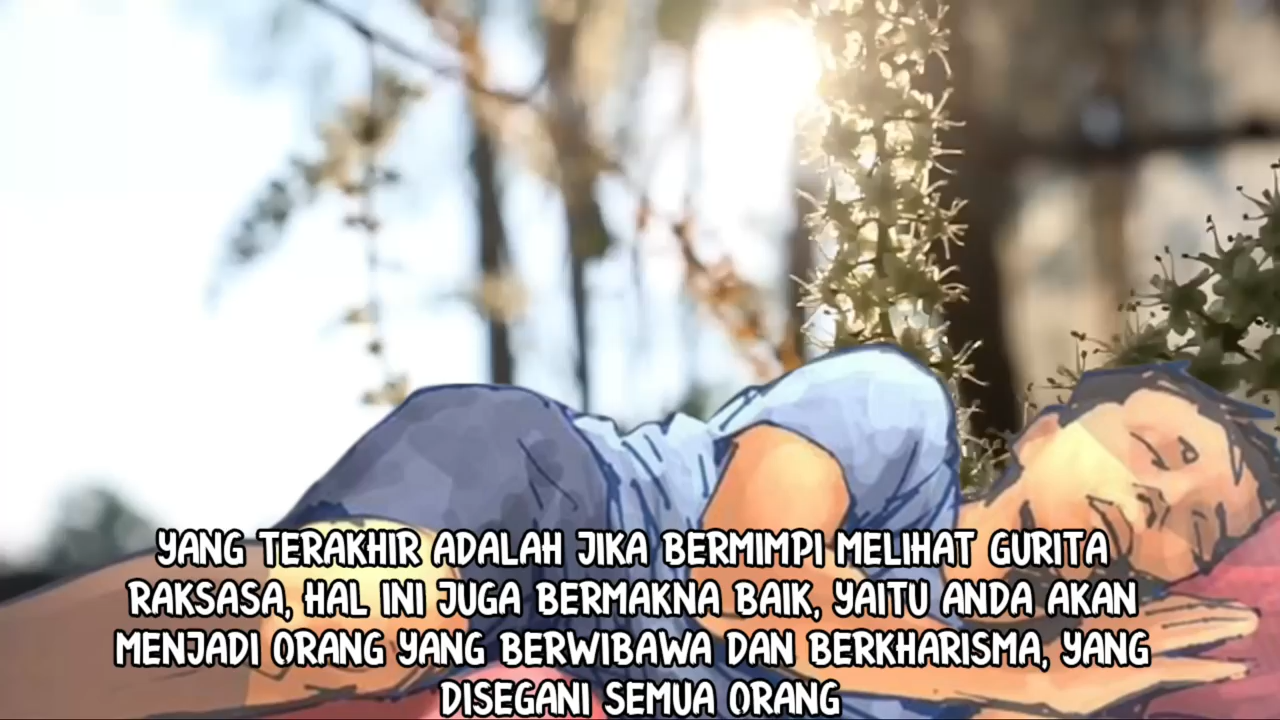 YANG TERAKHIR ADALAH JIKA BERMIMPI MELIHAT GURITA
RAKSASA, HAL INI JUGA BERMAKNA BAIK, YAITU ANDA AKAN
MENJADI ORANG YANG BERWIBAWA DAN BERKHARISMA, YANG
DISEGANI SEMUA ORANG